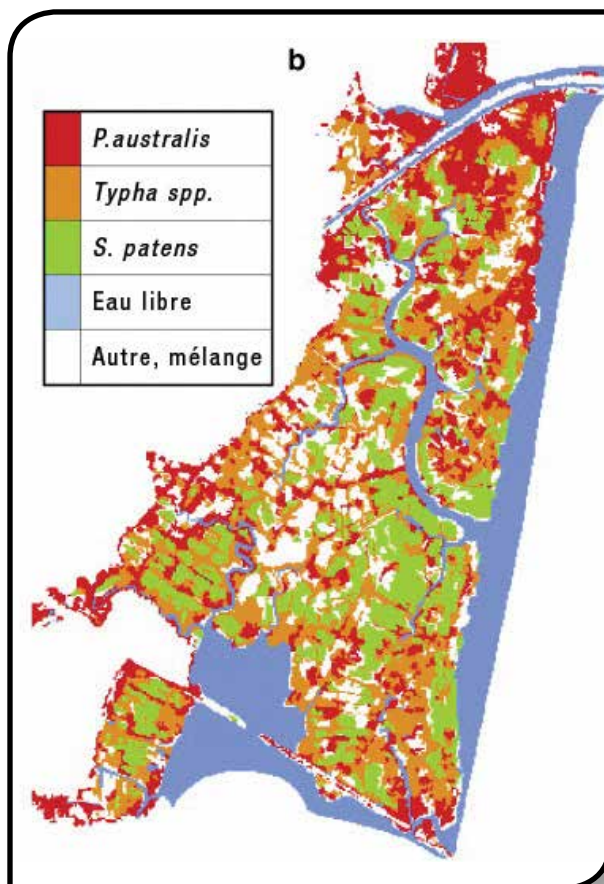 b
P.australis
Typha spp.
S. patens
Eau libre
Autre, mélange